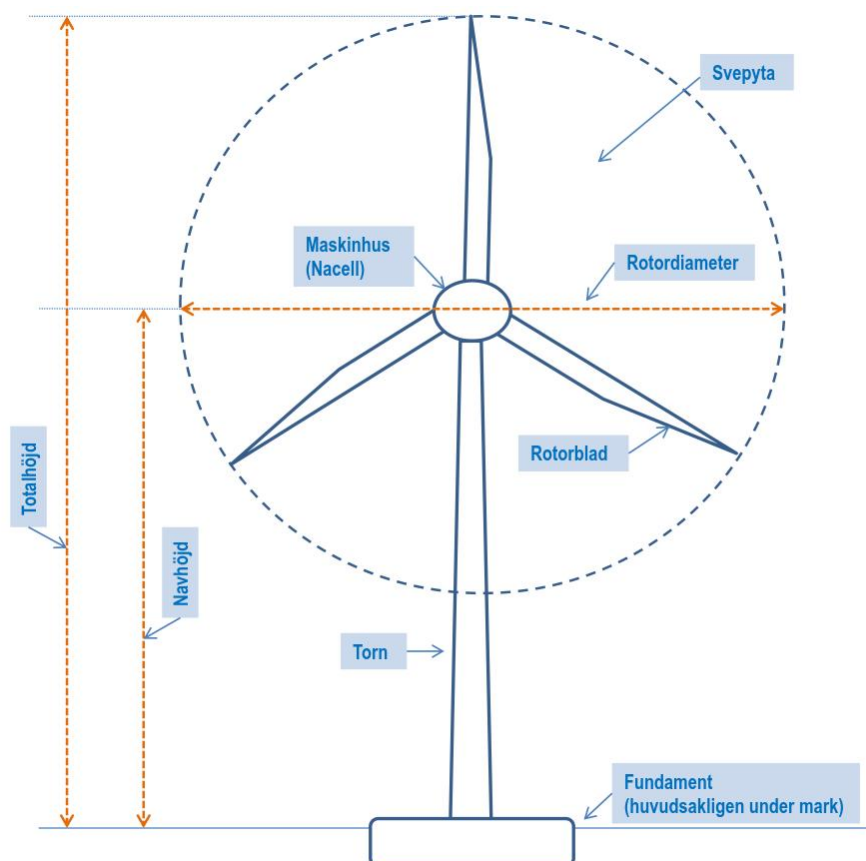 Svepyta
Maskinhus
(Nacell)
Rotordiameter
Totalhöjd
Rotorblad
Navhöjd
Torn
Fundament
(huvudsakligen under mark)